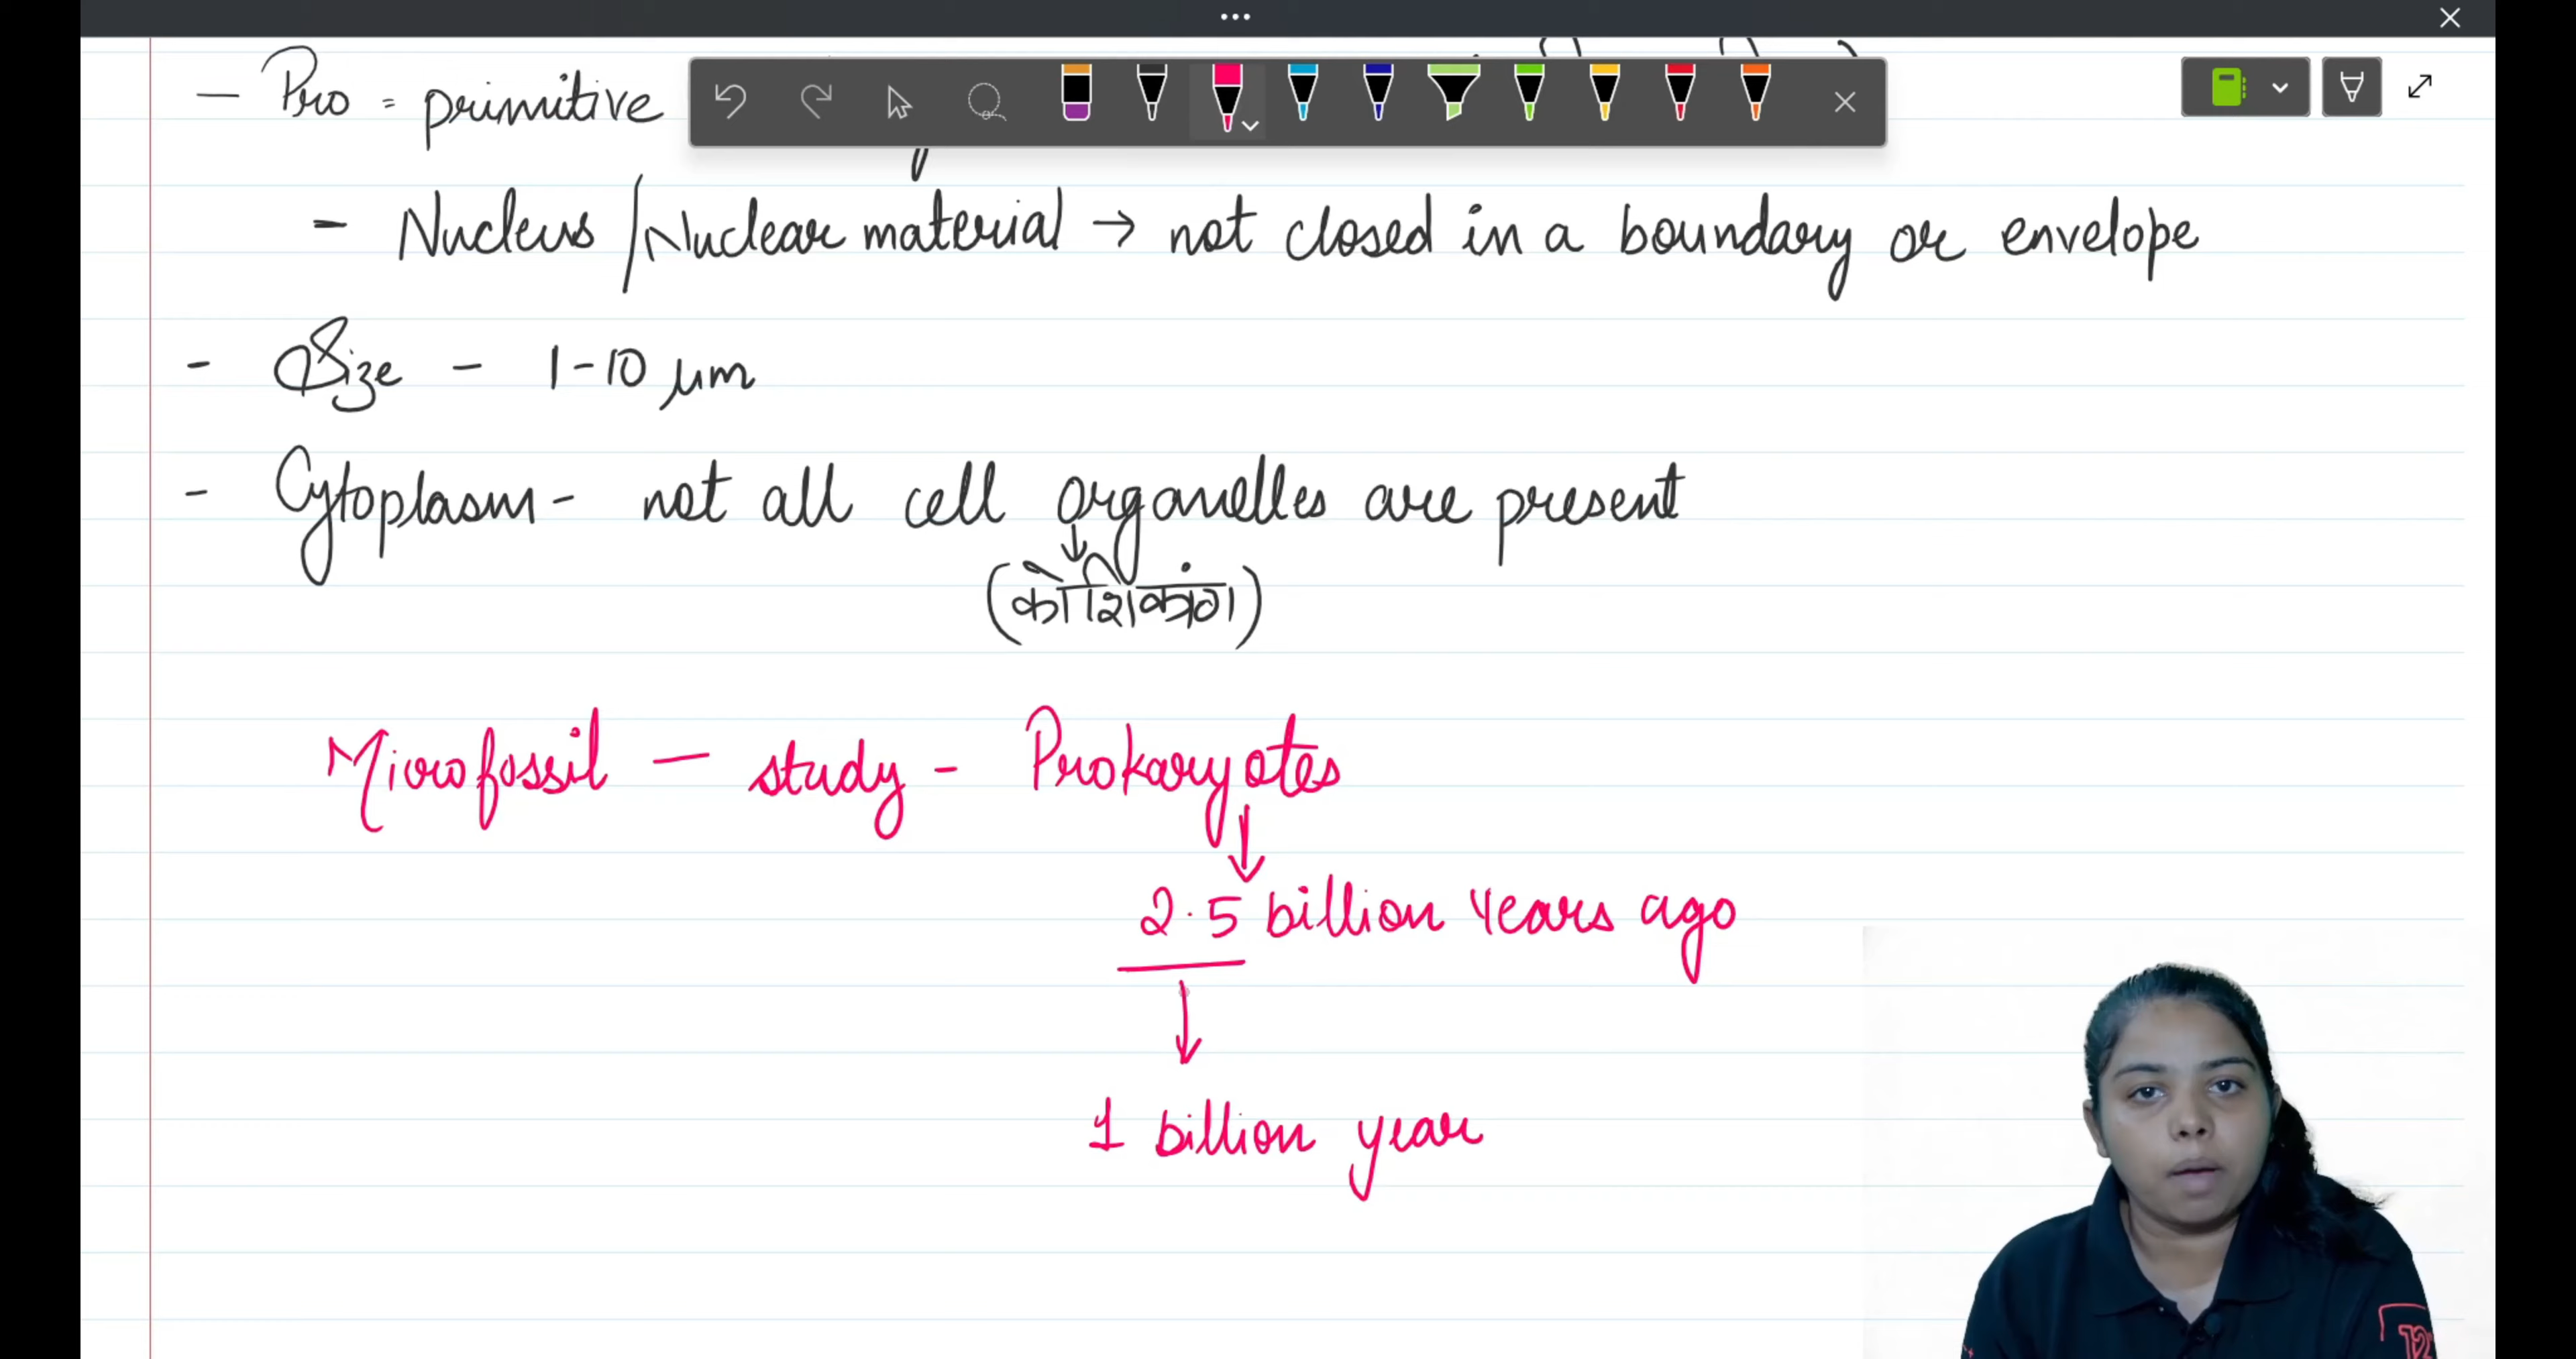 — Pro = primitive
- Nucleus / Nuclear material → not closed in a boundary or envelope
- Size - 1-10 μm
- Cytoplasm - not all cell organelles are present
(कोशिकांग)
Microfossil — study - Prokaryotes
2.5 billion Years ago
1 billion year